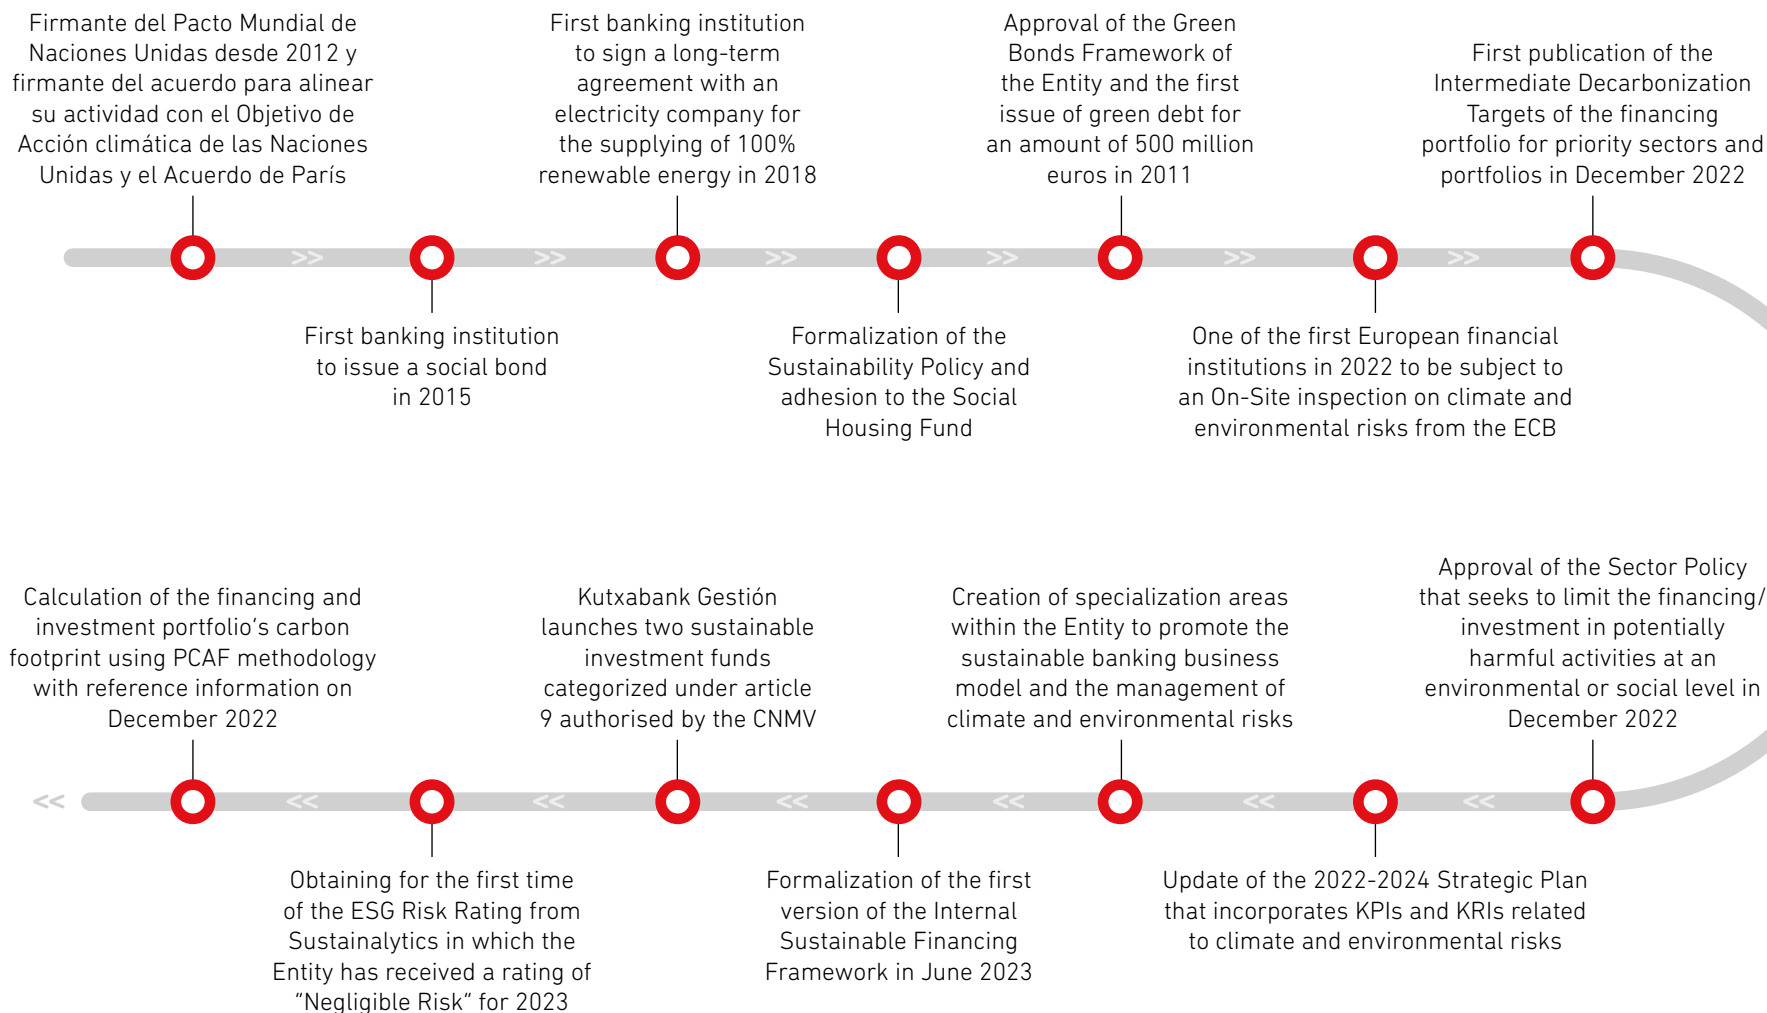 Firmante del Pacto Mundial de
Naciones Unidas desde 2012 y
firmante del acuerdo para alinear
su actividad con el Objetivo de
Acción climática de las Naciones
Unidas y el Acuerdo de París
First banking institution
to issue a social bond
in 2015
First banking institution
to sign a long-term
agreement with an
electricity company for
the supplying of 100%
renewable energy in 2018
Formalization of the
Sustainability Policy and
adhesion to the Social
Housing Fund
Approval of the Green
Bonds Framework of
the Entity and the first
issue of green debt for
an amount of 500 million
euros in 2011
One of the first European financial
institutions in 2022 to be subject to
an On-Site inspection on climate and
environmental risks from the ECB
First publication of the
Intermediate Decarbonization
Targets of the financing
portfolio for priority sectors and
portfolios in December 2022
Approval of the Sector Policy
that seeks to limit the financing/
investment in potentially
harmful activities at an
environmental or social level in
December 2022
Update of the 2022-2024 Strategic Plan
that incorporates KPIs and KRIs related
to climate and environmental risks
Creation of specialization areas
within the Entity to promote the
sustainable banking business
model and the management of
climate and environmental risks
Formalization of the first
version of the Internal
Sustainable Financing
Framework in June 2023
Kutxabank Gestión
launches two sustainable
investment funds
categorized under article
9 authorised by the CNMV
Obtaining for the first time
of the ESG Risk Rating from
Sustainalytics in which the
Entity has received a rating of
“Negligible Risk” for 2023
Calculation of the financing and
investment portfolio’s carbon
footprint using PCAF methodology
with reference information on
December 2022